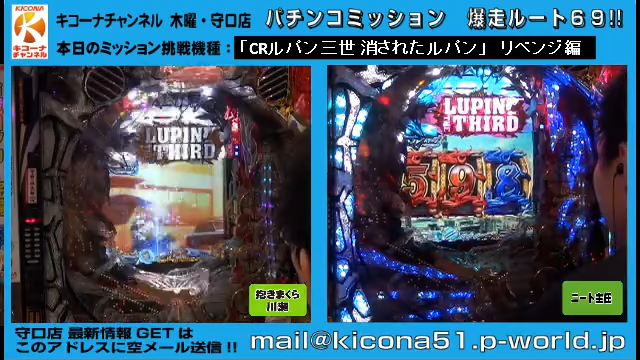 KICONA
キコーナ
チャンネル
キコーナチャンネル 木曜・守口店 パチンコミッション 爆走ルート69!!
本日のミッション挑戦機種：「CRルパン三世 消されたルパン」 リベンジ編
LUPIN
THIRD
LUPIN
THE THIRD
5 9 8
抱きまくら
川瀬
ニート圭田
守口店 最新情報 GETは
このアドレスに空メール送信!!
mail@kicona51.p-world.jp